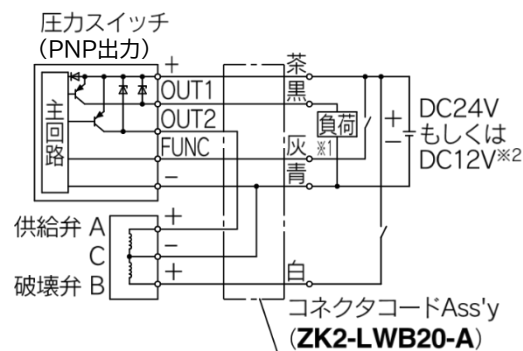 圧力スイッチ
(PNP出力)
+
茶
OUT1
黒
OUT2
主回路
負荷
+
−
DC24V
もしくは
DC12V※2
FUNC
灰
※1
−
青
供給弁 A
+
C
−
破壊弁 B
+
白
コネクタコードAss'y
(ZK2-LWB20-A)